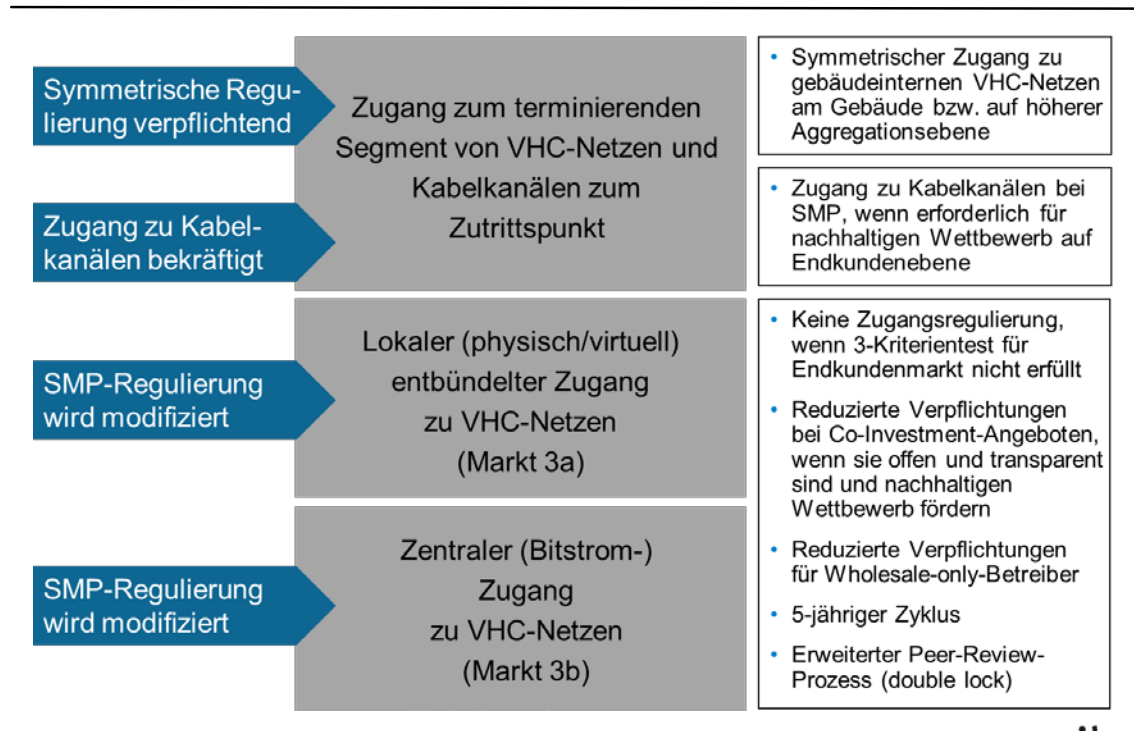 Symmetrische Regu-
lierung verpflichtend
Zugang zu Kabel-
kanälen bekräftigt
Zugang zum terminierenden
Segment von VHC-Netzen und
Kabelkanälen zum
Zutrittspunkt
• Symmetrischer Zugang zu
gebäudeinternen VHC-Netzen
am Gebäude bzw. auf höherer
Aggregationsebene
• Zugang zu Kabelkanälen bei
SMP, wenn erforderlich für
nachhaltigen Wettbewerb auf
Endkundenebene
SMP-Regulierung
wird modifiziert
Lokaler (physisch/virtuell)
entbündelter Zugang
zu VHC-Netzen
(Markt 3a)
SMP-Regulierung
wird modifiziert
Zentraler (Bitstrom-)
Zugang
zu VHC-Netzen
(Markt 3b)
• Keine Zugangsregulierung,
wenn 3-Kriterientest für
Endkundenmarkt nicht erfüllt
• Reduzierte Verpflichtungen
bei Co-Investment-Angeboten,
wenn sie offen und transparent
sind und nachhaltigen
Wettbewerb fördern
• Reduzierte Verpflichtungen
für Wholesale-only-Betreiber
• 5-jähriger Zyklus
• Erweiterter Peer-Review-
Prozess (double lock)